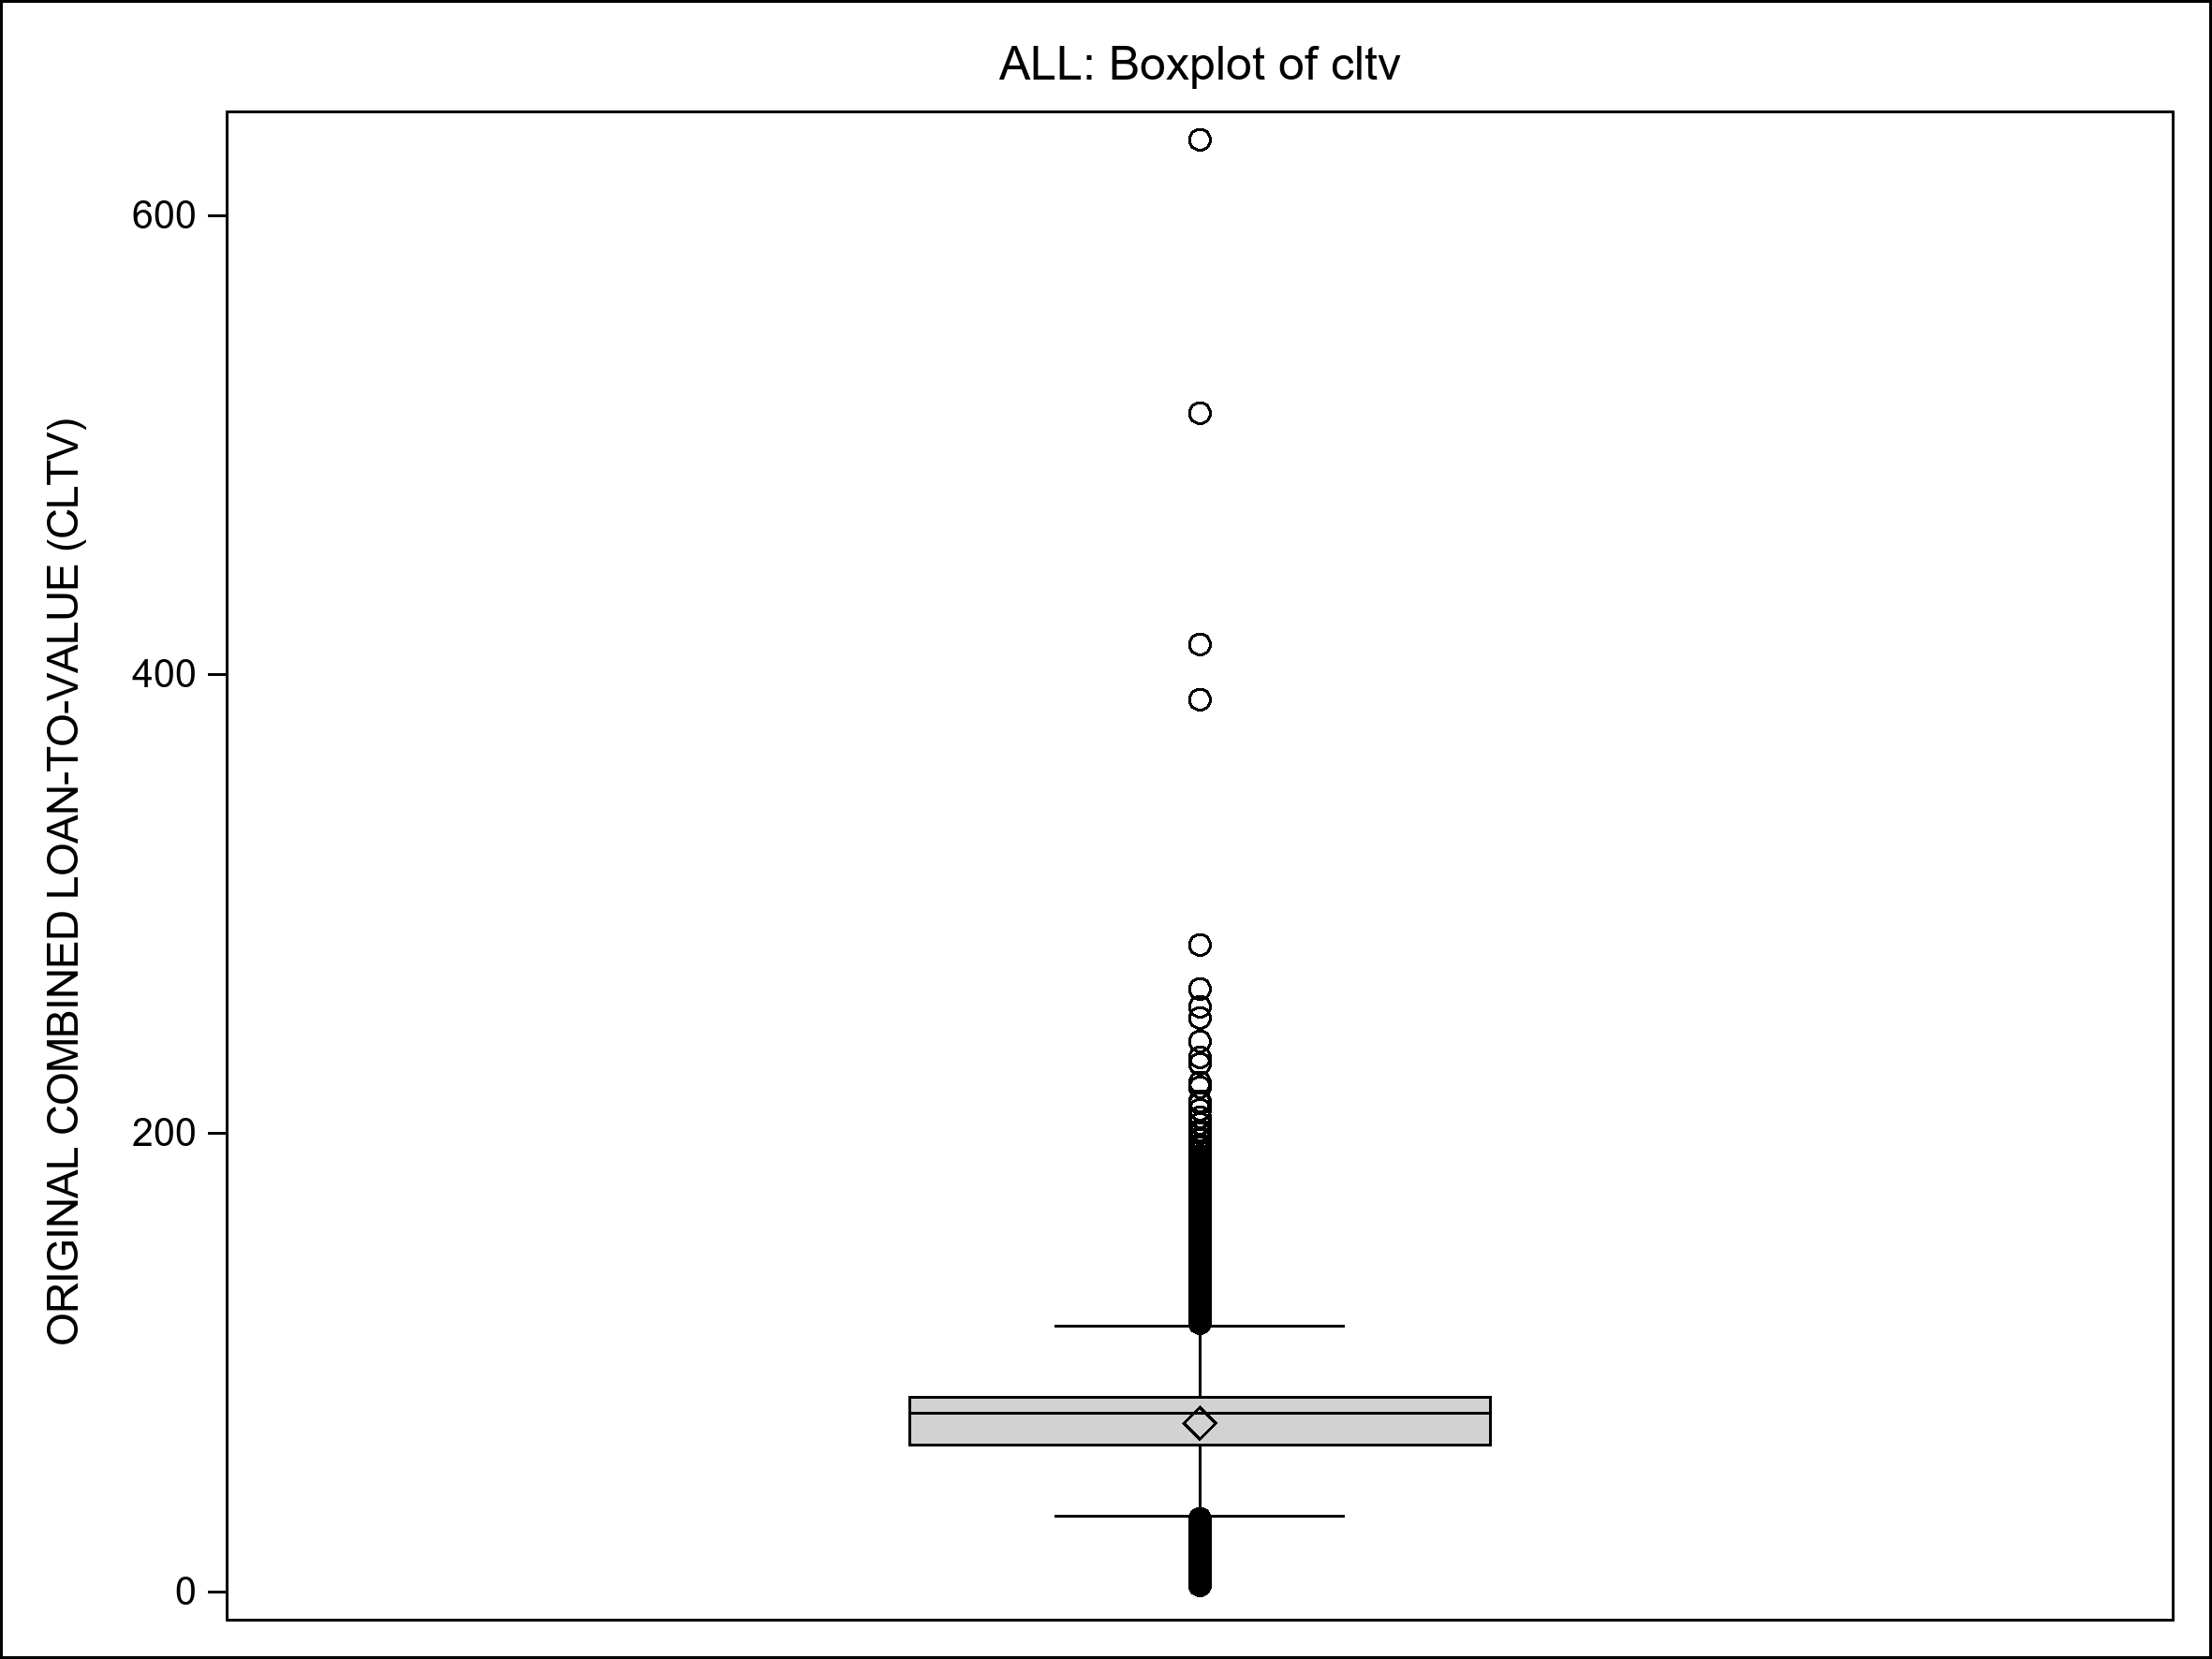 ALL: Boxplot of cltv
ORIGINAL COMBINED LOAN-TO-VALUE (CLTV)
600
400
200
0